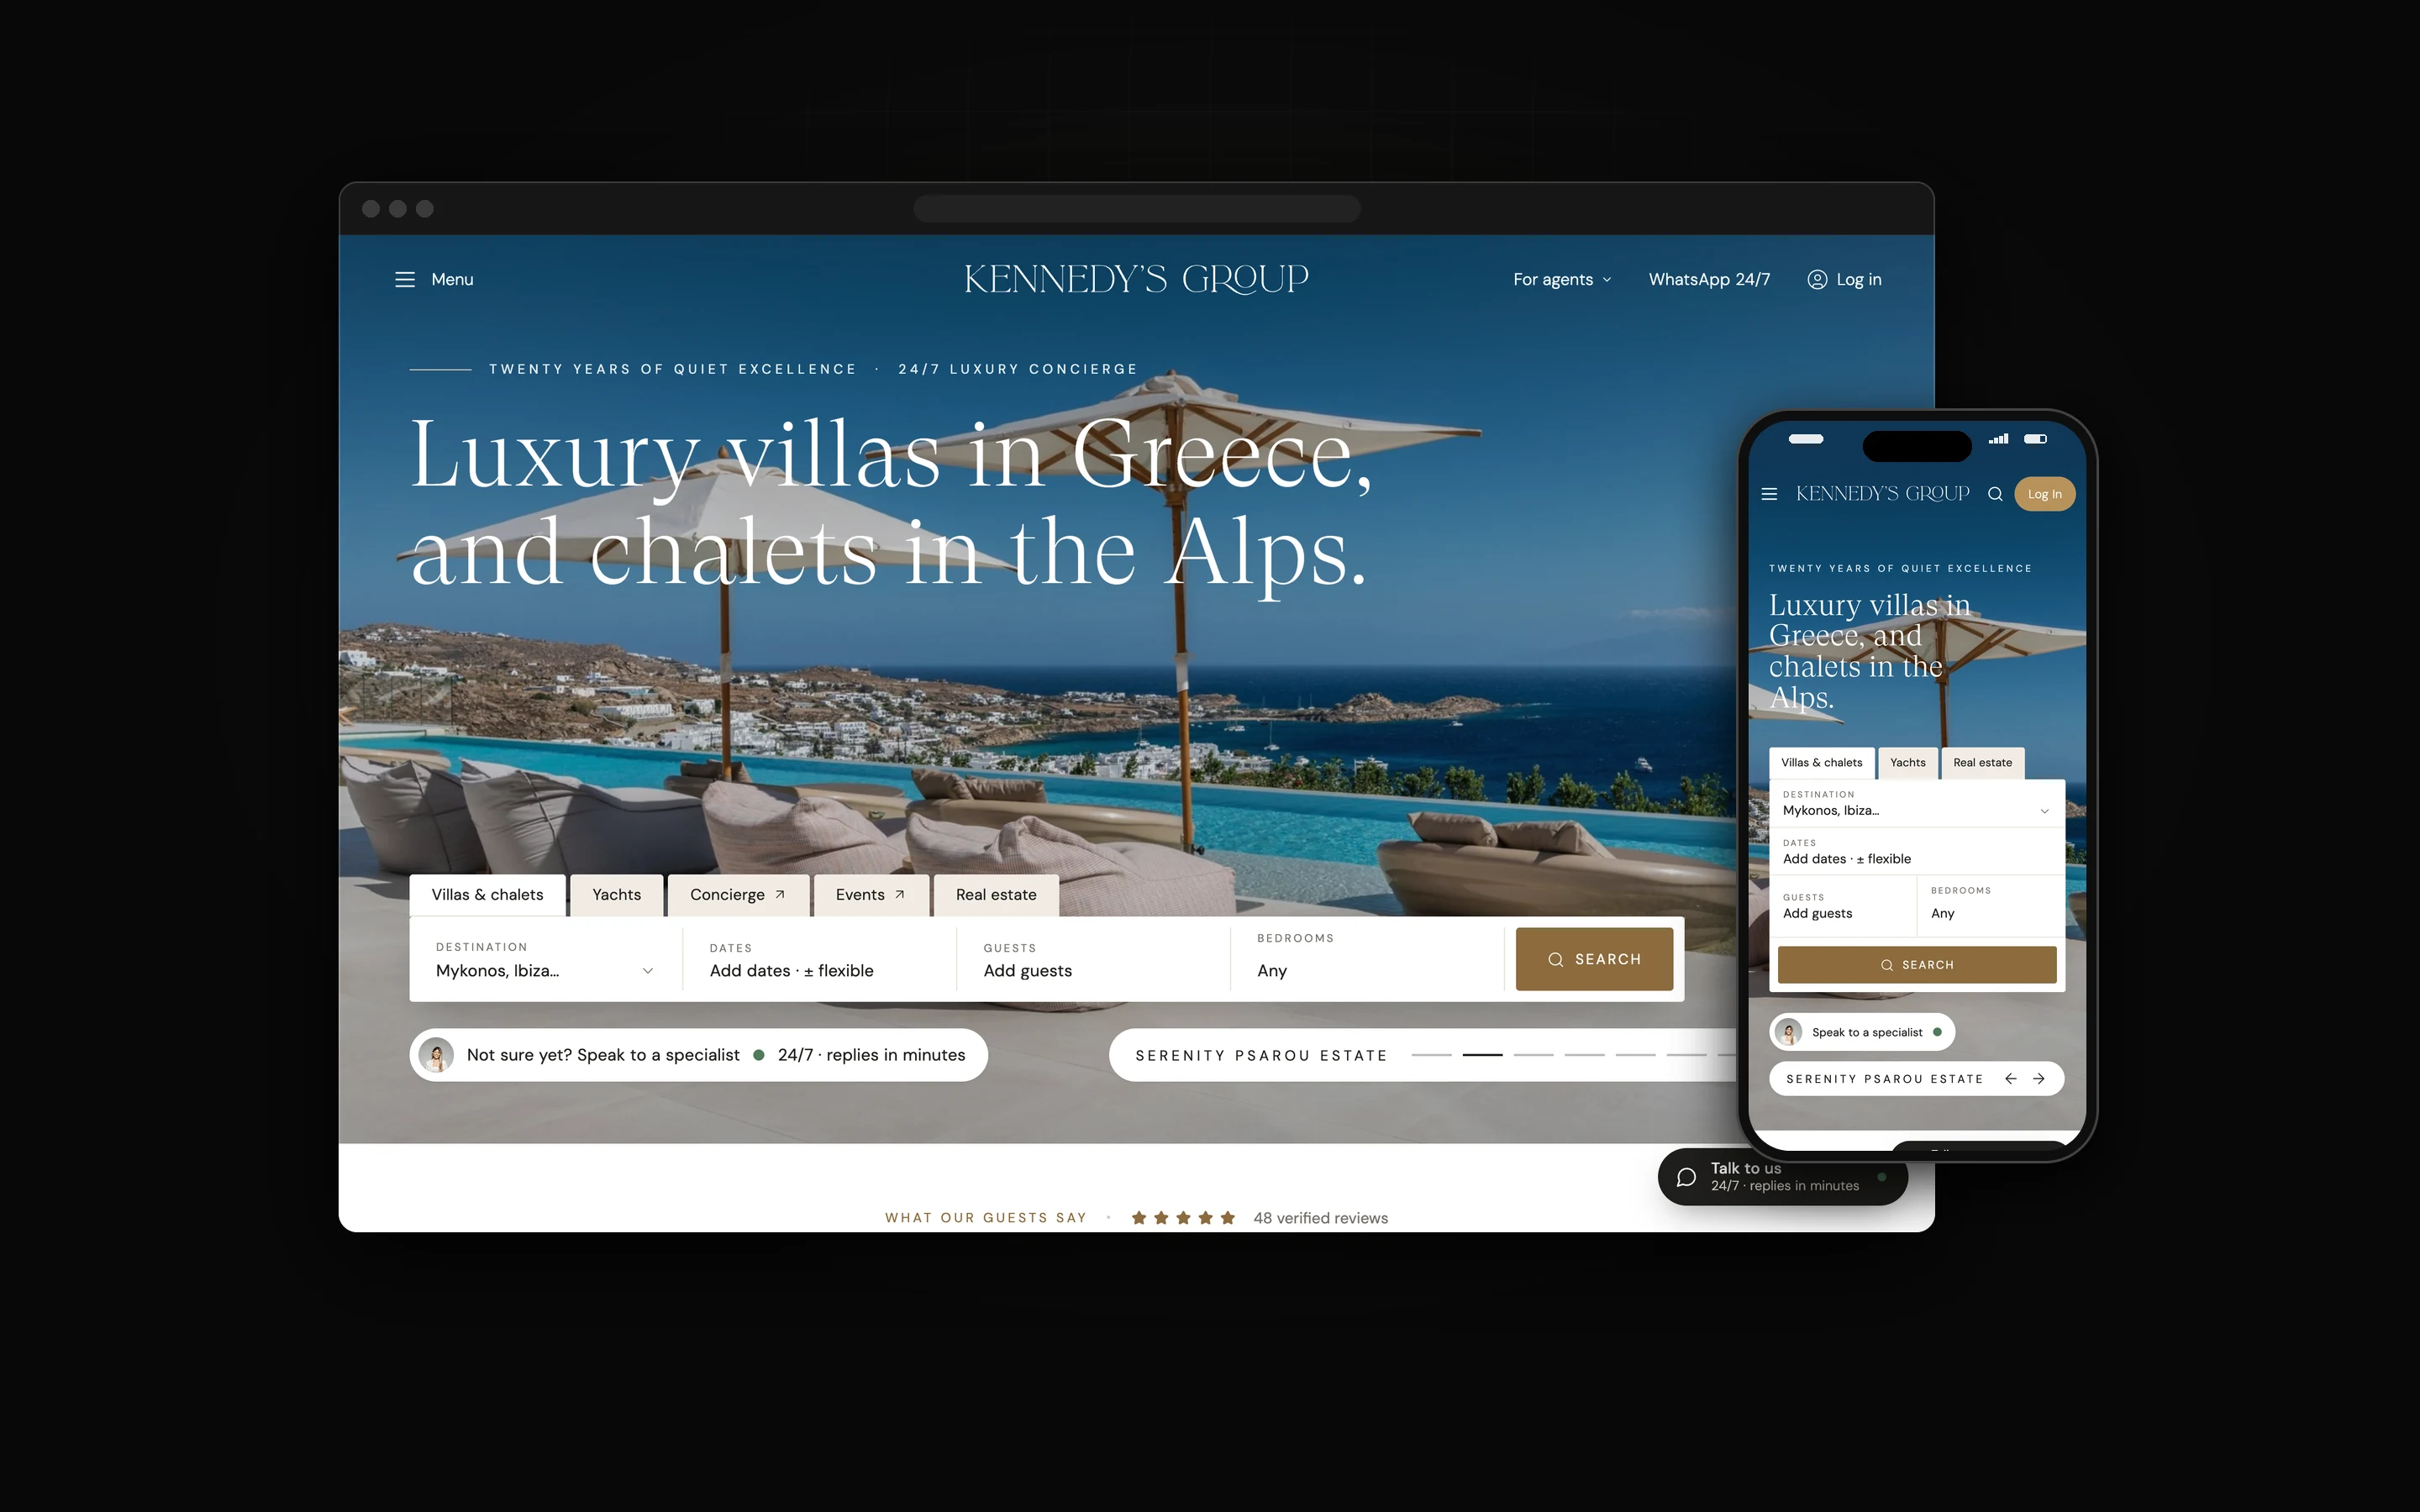 Menu
KENNEDY'S GROUP
For agents
WhatsApp 24/7
Log in
TWENTY YEARS OF QUIET EXCELLENCE · 24/7 LUXURY CONCIERGE
Luxury villas in Greece,
and chalets in the Alps.
Villas & chalets
Yachts
Concierge
Events
Real estate
DESTINATION
Mykonos, Ibiza...
DATES
Add dates · ± flexible
GUESTS
Add guests
BEDROOMS
Any
SEARCH
Not sure yet? Speak to a specialist
24/7 · replies in minutes
SERENITY PSAROU ESTATE
Talk to us
24/7 · replies in minutes
WHAT OUR GUESTS SAY · ★★★★★ 48 verified reviews
KENNEDY'S GROUP
Log In
TWENTY YEARS OF QUIET EXCELLENCE
Luxury villas in
Greece, and
chalets in the
Alps.
Villas & chalets
Yachts
Real estate
DESTINATION
Mykonos, Ibiza...
DATES
Add dates · ± flexible
GUESTS
Add guests
BEDROOMS
Any
SEARCH
Speak to a specialist
SERENITY PSAROU ESTATE